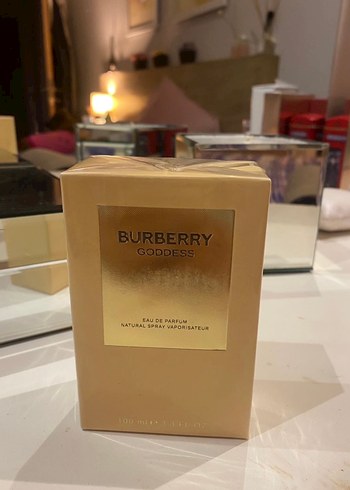 BURBERRY
GODDESS
EAU DE PARFUM
NATURAL SPRAY VAPORISATEUR